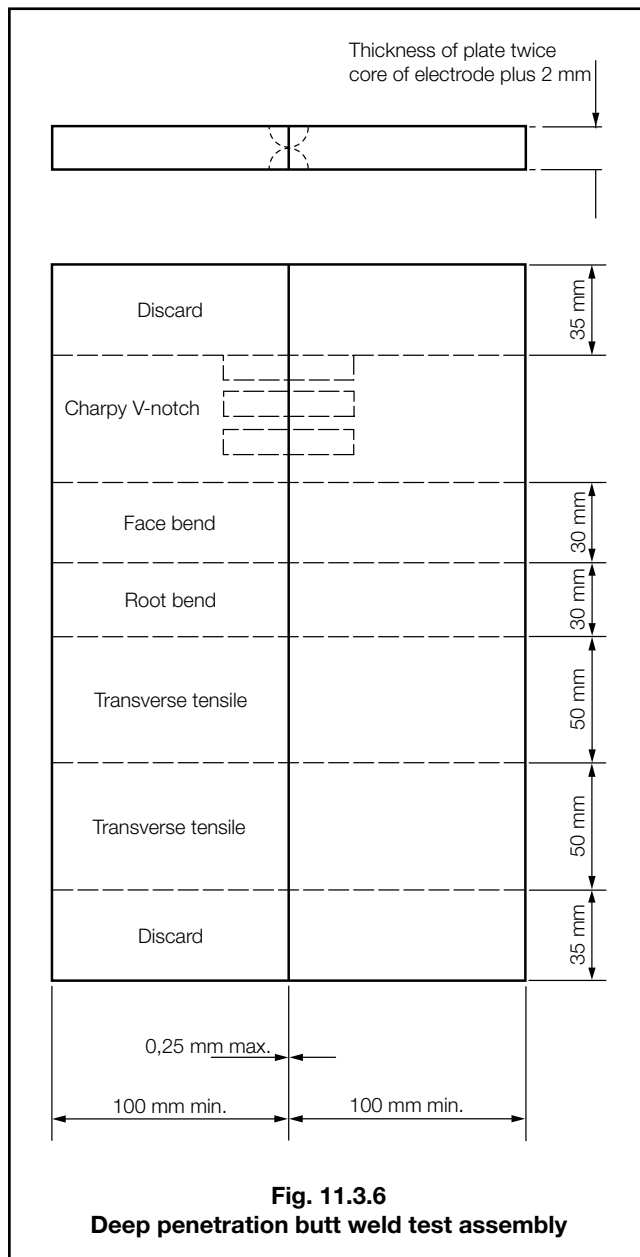 Thickness of plate twice
core of electrode plus 2 mm
Discard
35 mm
Charpy V-notch
Face bend
30 mm
Root bend
30 mm
Transverse tensile
50 mm
Transverse tensile
50 mm
Discard
35 mm
0,25 mm max.
100 mm min.
100 mm min.
Fig. 11.3.6
Deep penetration butt weld test assembly